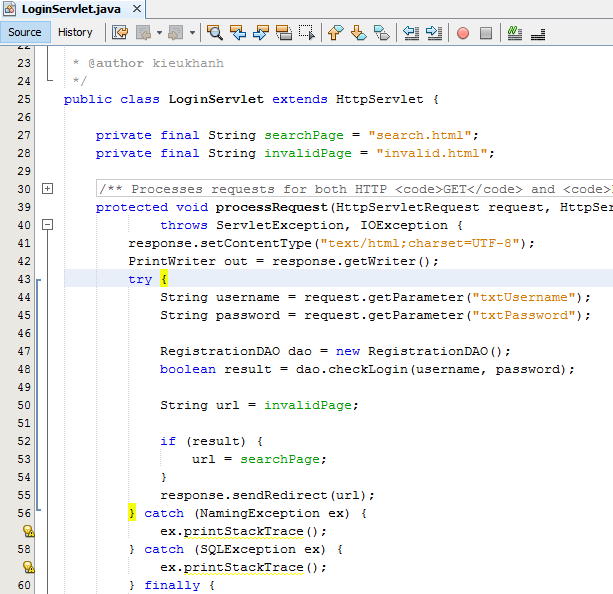 LoginServlet.java
Source History
22
23 * @author kieukhanh
24 */
25 public class LoginServlet extends HttpServlet {
26
27 private final String searchPage = "search.html";
28 private final String invalidPage = "invalid.html";
29
30 /** Processes requests for both HTTP <code>GET</code> and <code>
39 protected void processRequest(HttpServletRequest request, HttpSer
40 throws ServletException, IOException {
41 response.setContentType("text/html;charset=UTF-8");
42 PrintWriter out = response.getWriter();
43 try {
44 String username = request.getParameter("txtUsername");
45 String password = request.getParameter("txtPassword");
46
47 RegistrationDAO dao = new RegistrationDAO();
48 boolean result = dao.checkLogin(username, password);
49
50 String url = invalidPage;
51
52 if (result) {
53 url = searchPage;
54 }
55 response.sendRedirect(url);
56 } catch (NamingException ex) {
ex.printStackTrace();
58 } catch (SQLException ex) {
ex.printStackTrace();
60 } finally {